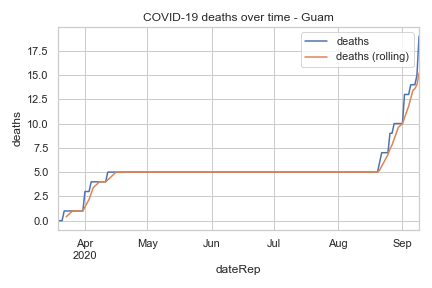 COVID-19 deaths over time - Guam
deaths
deaths (rolling)
17.5
15.0
12.5
10.0
7.5
5.0
2.5
0.0
deaths
Apr
2020
May
Jun
Jul
Aug
Sep
dateRep